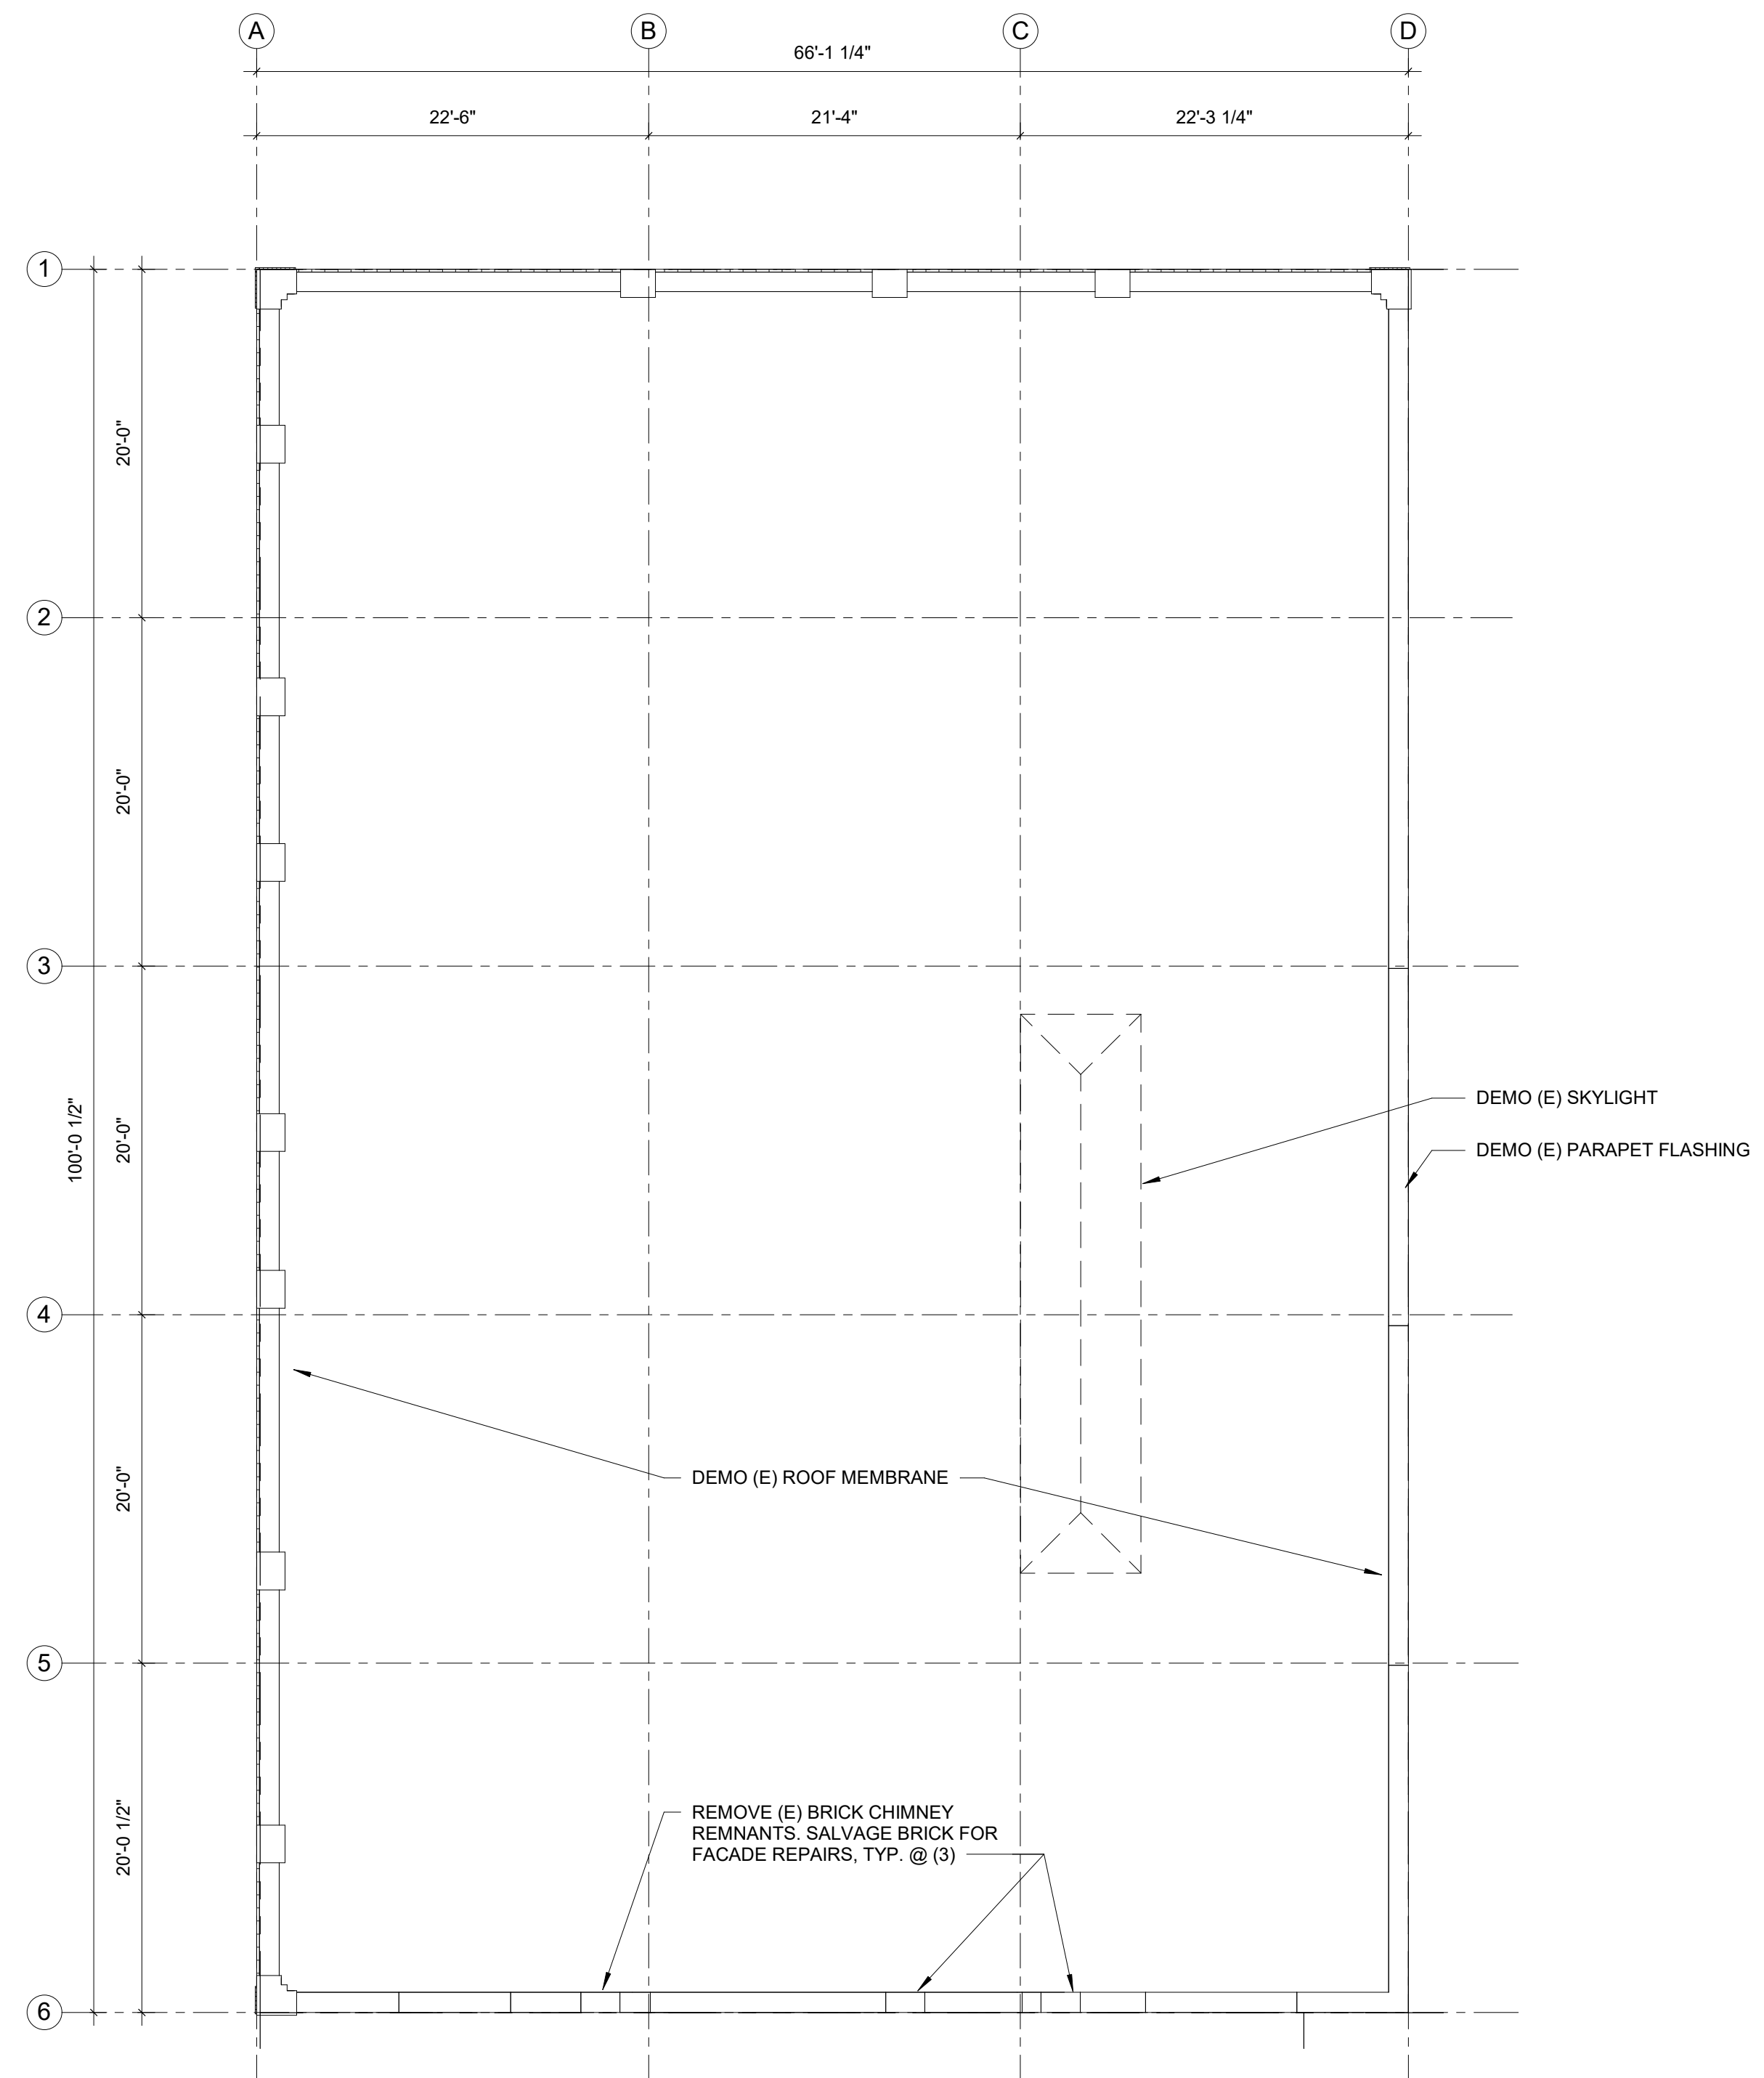 A
B
C
D
66'-1 1/4"
22'-6"
21'-4"
22'-3 1/4"
1
20'-0"
2
20'-0"
3
100'-0 1/2"
20'-0"
DEMO (E) SKYLIGHT
DEMO (E) PARAPET FLASHING
4
DEMO (E) ROOF MEMBRANE
20'-0"
5
20'-0 1/2"
REMOVE (E) BRICK CHIMNEY
REMNANTS. SALVAGE BRICK FOR
FACADE REPAIRS, TYP. @ (3)
6